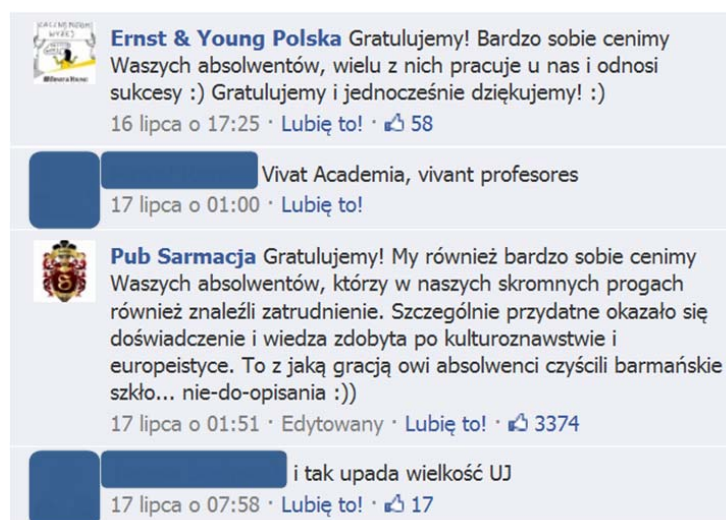 Ernst & Young Polska Gratulujemy! Bardzo sobie cenimy
Waszych absolwentów, wielu z nich pracuje u nas i odnosi
sukcesy :) Gratulujemy i jednocześnie dziękujemy! :)
16 lipca o 17:25 · Lubię to! · 58
Vivat Academia, vivant profesores
17 lipca o 01:00 · Lubię to!
Pub Sarmacja Gratulujemy! My również bardzo sobie cenimy
Waszych absolwentów, którzy w naszych skromnych progach
również znaleźli zatrudnienie. Szczególnie przydatne okazało się
doświadczenie i wiedza zdobyta po kulturoznawstwie i
europeistyce. To z jaką gracją owi absolwenci czyścili barmańskie
szkło... nie-do-opisania :))
17 lipca o 01:51 · Edytowany · Lubię to! · 3374
i tak upada wielkość UJ
17 lipca o 07:58 · Lubię to! · 17